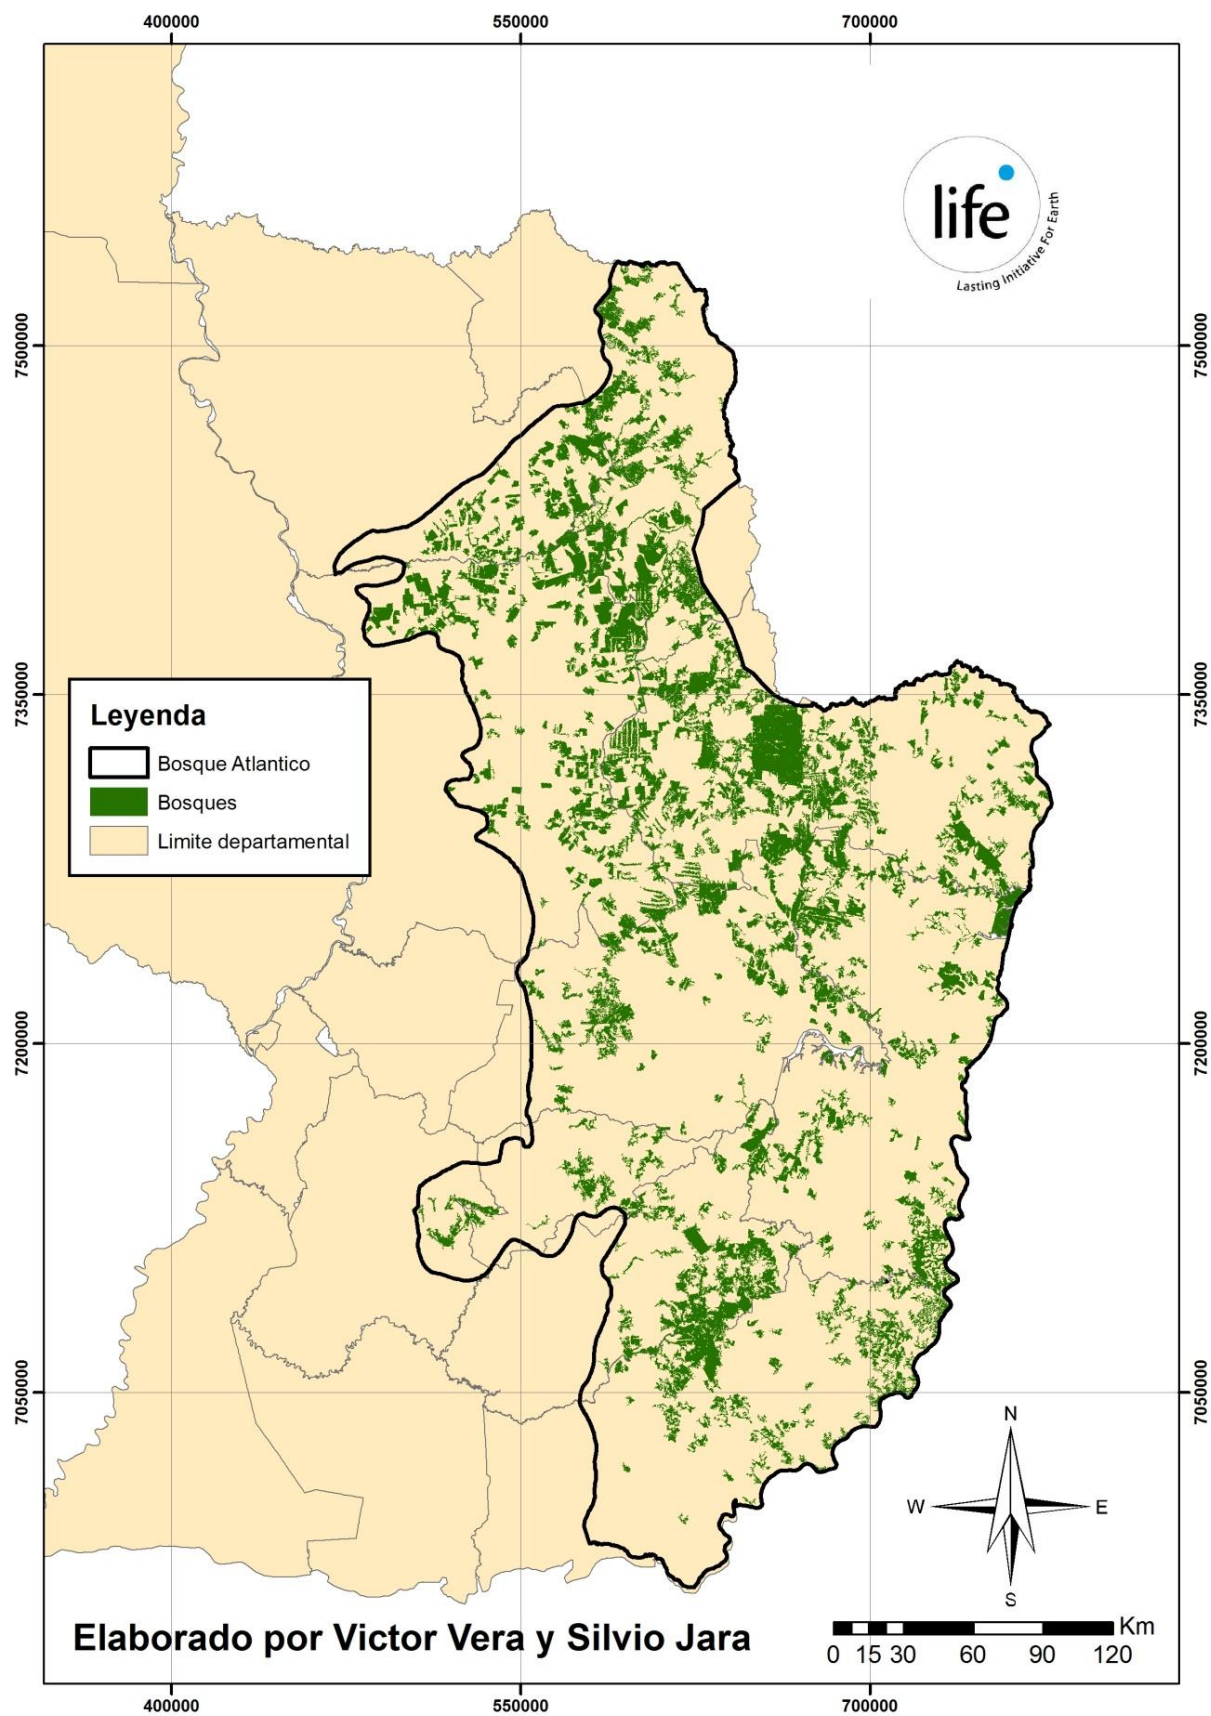 400000 550000 700000
life
Lasting Initiative For Earth
7500000 7500000
7350000 7350000
Leyenda
Bosque Atlantico
Bosques
Limite departamental
7200000 7200000
7050000 7050000
N
W E
S
Elaborado por Victor Vera y Silvio Jara
Km
0 15 30 60 90 120
400000 550000 700000